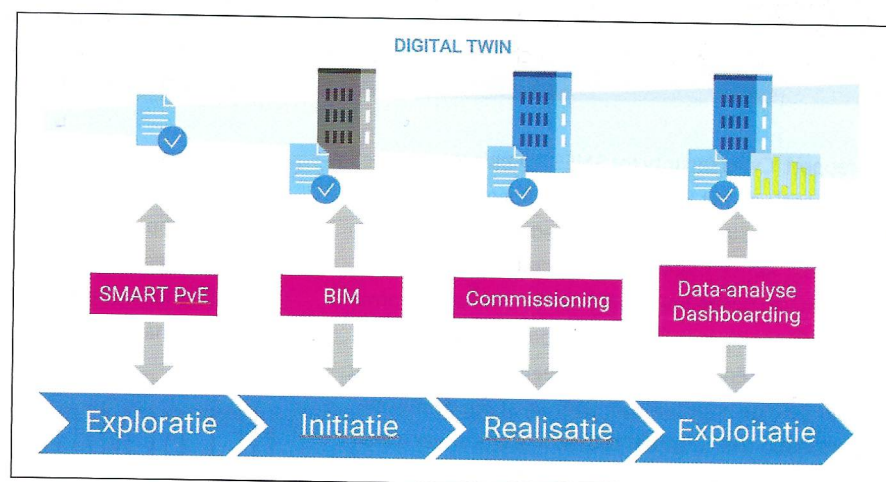 DIGITAL TWIN
SMART PvE
BIM
Commissioning
Data-analyse
Dashboarding
Exploratie
Initiatie
Realisatie
Exploitatie